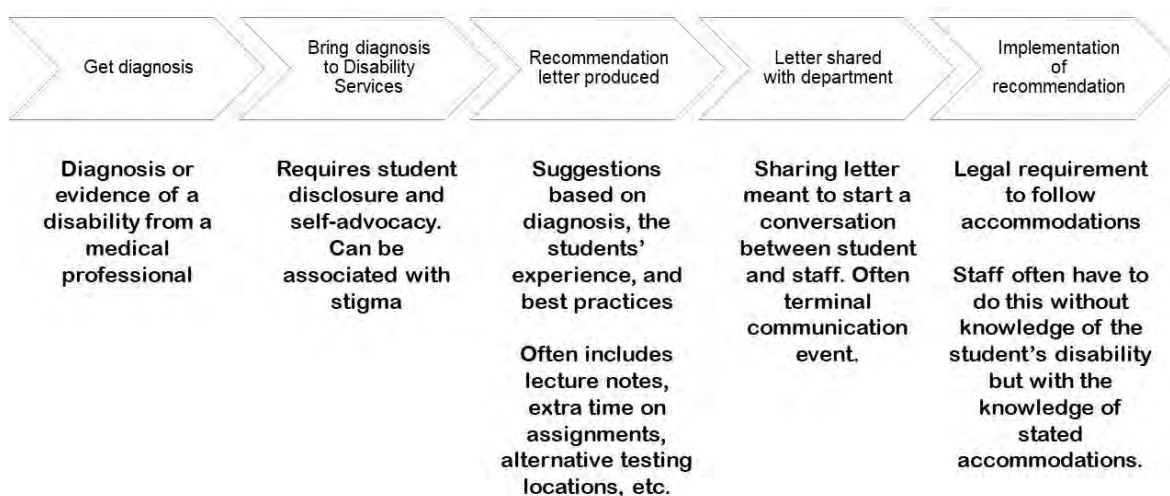 Get diagnosis
Bring diagnosis
to Disability
Services
Recommendation
letter produced
Letter shared
with department
Implementation
of
recommendation
Diagnosis or
evidence of a
disability from a
medical
professional
Requires student
disclosure and
self-advocacy.
Can be
associated with
stigma
Suggestions
based on
diagnosis, the
students’
experience, and
best practices
Often includes
lecture notes,
extra time on
assignments,
alternative testing
locations, etc.
Sharing letter
meant to start a
conversation
between student
and staff. Often
terminal
communication
event.
Legal requirement
to follow
accommodations
Staff often have to
do this without
knowledge of the
student’s disability
but with the
knowledge of
stated
accommodations.